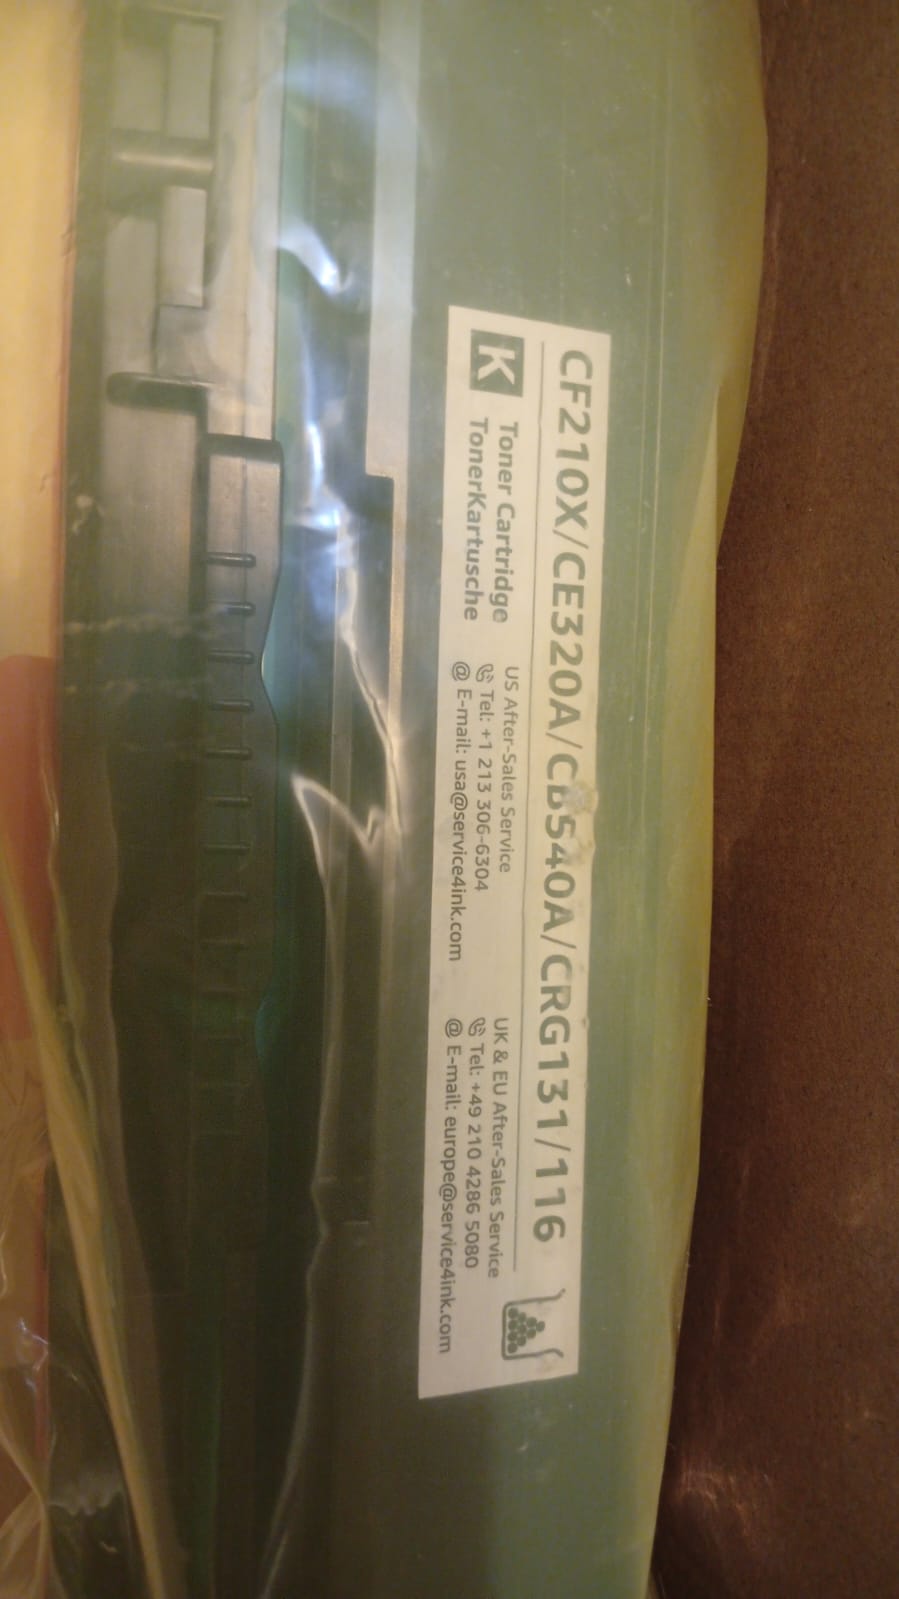 CF210X/CE320A/CB540A/CRG131/116
K
Toner Cartridge
TonerKartusche
US After-Sales Service
Tel: +1 213 306-6304
@ E-mail: usa@service4ink.com
UK & EU After-Sales Service
Tel: +49 210 4286 5080
@ E-mail: europe@service4ink.com